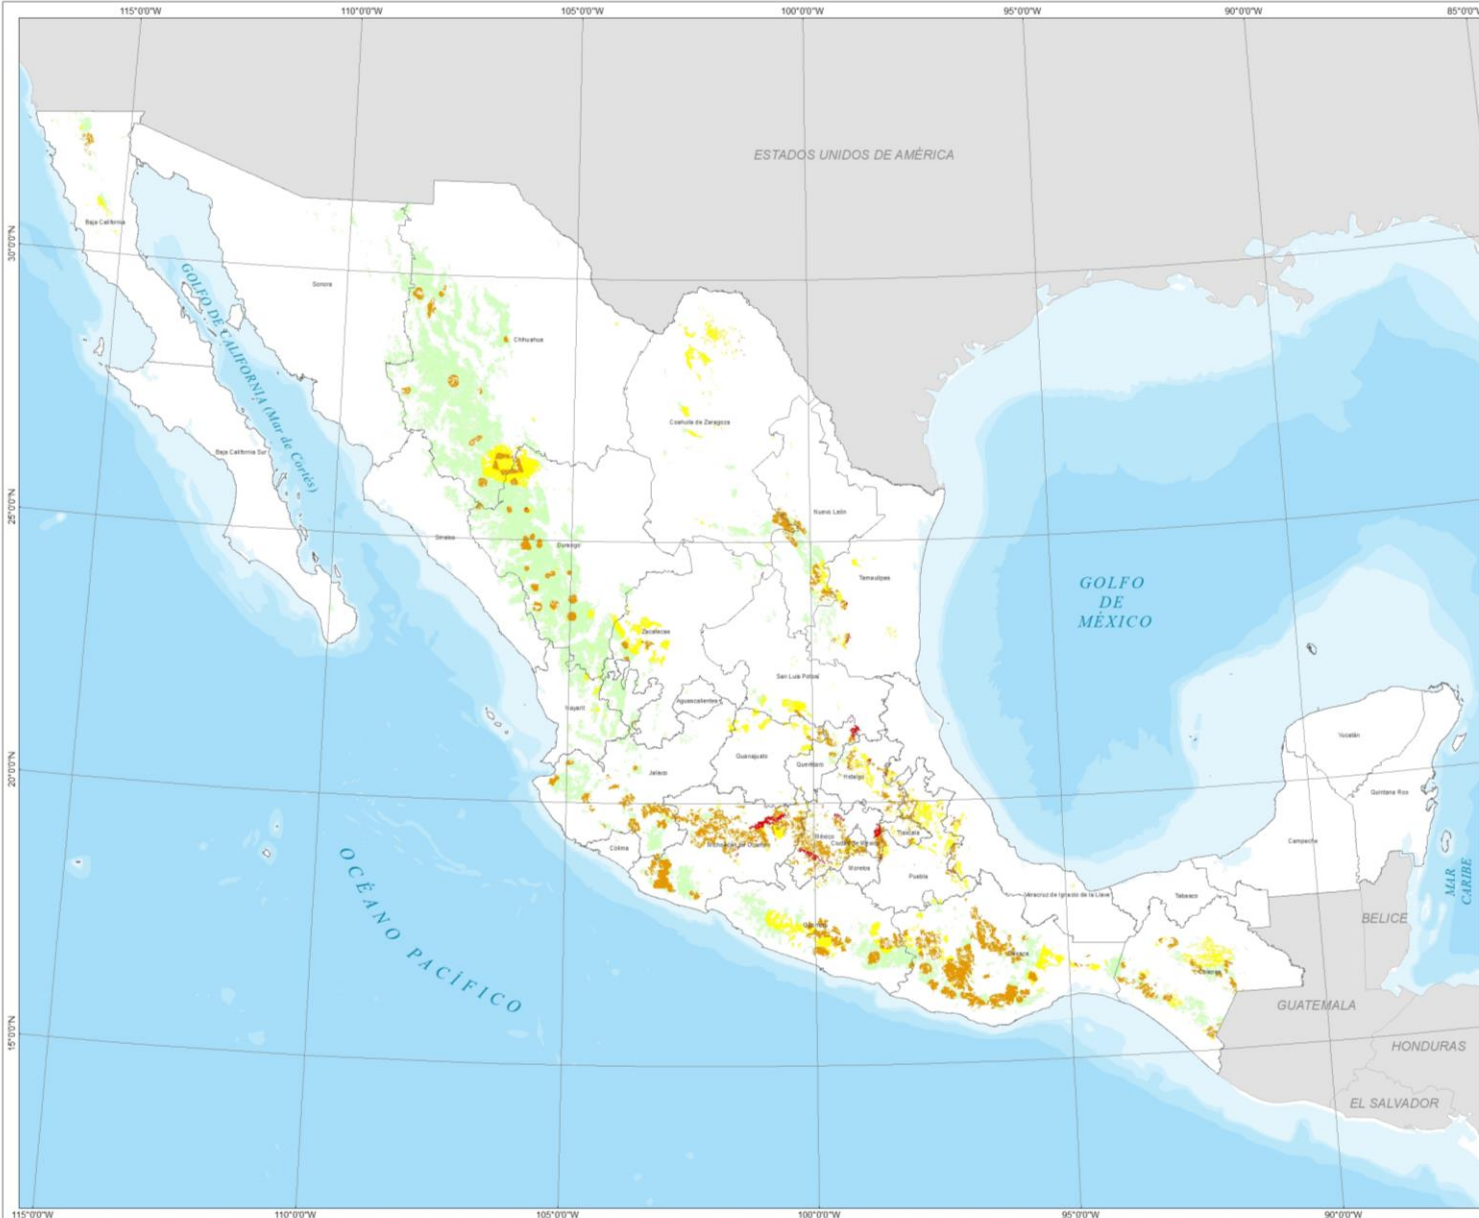 115°0'0"W
110°0'0"W
105°0'0"W
100°0'0"W
95°0'0"W
90°0'0"W
85°0'0"W
ESTADOS UNIDOS DE AMÉRICA
Baja California
30°0'0"N
Sonora
GOLFO DE CALIFORNIA (Mar de Cortés)
Chihuahua
Coahuila de Zaragoza
Baja California Sur
25°0'0"N
Nuevo León
Sinaloa
Durango
Tamaulipas
GOLFO
DE
MÉXICO
Zacatecas
San Luis Potosí
Aguascalientes
Nayarit
Yucatán
Guanajuato
Querétaro
20°0'0"N
Jalisco
Hidalgo
Quintana Roo
Tlaxcala
México
Ciudad de México
Michoacán de Ocampo
Colima
Campeche
Morelos
Puebla
MAR
CARIBE
Veracruz de Ignacio de la Llave
Tabasco
BELICE
Guerrero
Oaxaca
OCÉANO PACÍFICO
Chiapas
GUATEMALA
15°0'0"N
HONDURAS
EL SALVADOR
115°0'0"W
110°0'0"W
105°0'0"W
100°0'0"W
95°0'0"W
90°0'0"W